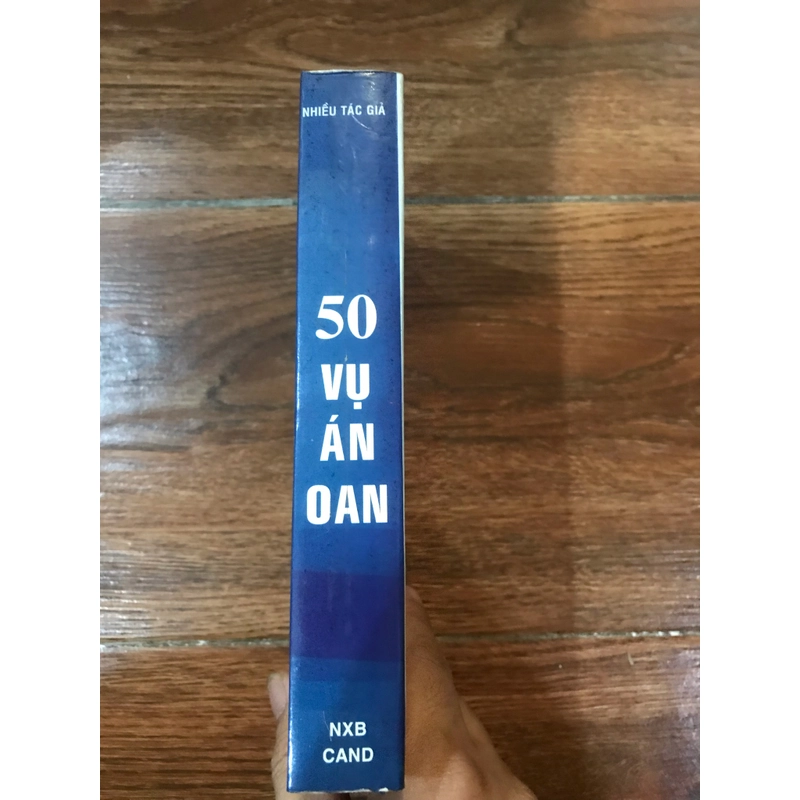 NHIỀU TÁC GIẢ
50
VỤ
ÁN
OAN
NXB
CAND